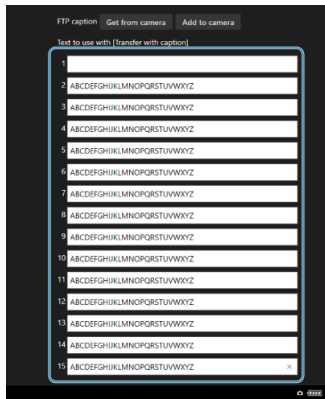 FTP caption Get from camera Add to camera
Text to use with [Transfer with caption]
1
2 ABCDEFGHIJKLMNOPQRSTUVWXYZ
3 ABCDEFGHIJKLMNOPQRSTUVWXYZ
4 ABCDEFGHIJKLMNOPQRSTUVWXYZ
5 ABCDEFGHIJKLMNOPQRSTUVWXYZ
6 ABCDEFGHIJKLMNOPQRSTUVWXYZ
7 ABCDEFGHIJKLMNOPQRSTUVWXYZ
8 ABCDEFGHIJKLMNOPQRSTUVWXYZ
9 ABCDEFGHIJKLMNOPQRSTUVWXYZ
10 ABCDEFGHIJKLMNOPQRSTUVWXYZ
11 ABCDEFGHIJKLMNOPQRSTUVWXYZ
12 ABCDEFGHIJKLMNOPQRSTUVWXYZ
13 ABCDEFGHIJKLMNOPQRSTUVWXYZ
14 ABCDEFGHIJKLMNOPQRSTUVWXYZ
15 ABCDEFGHIJKLMNOPQRSTUVWXYZ